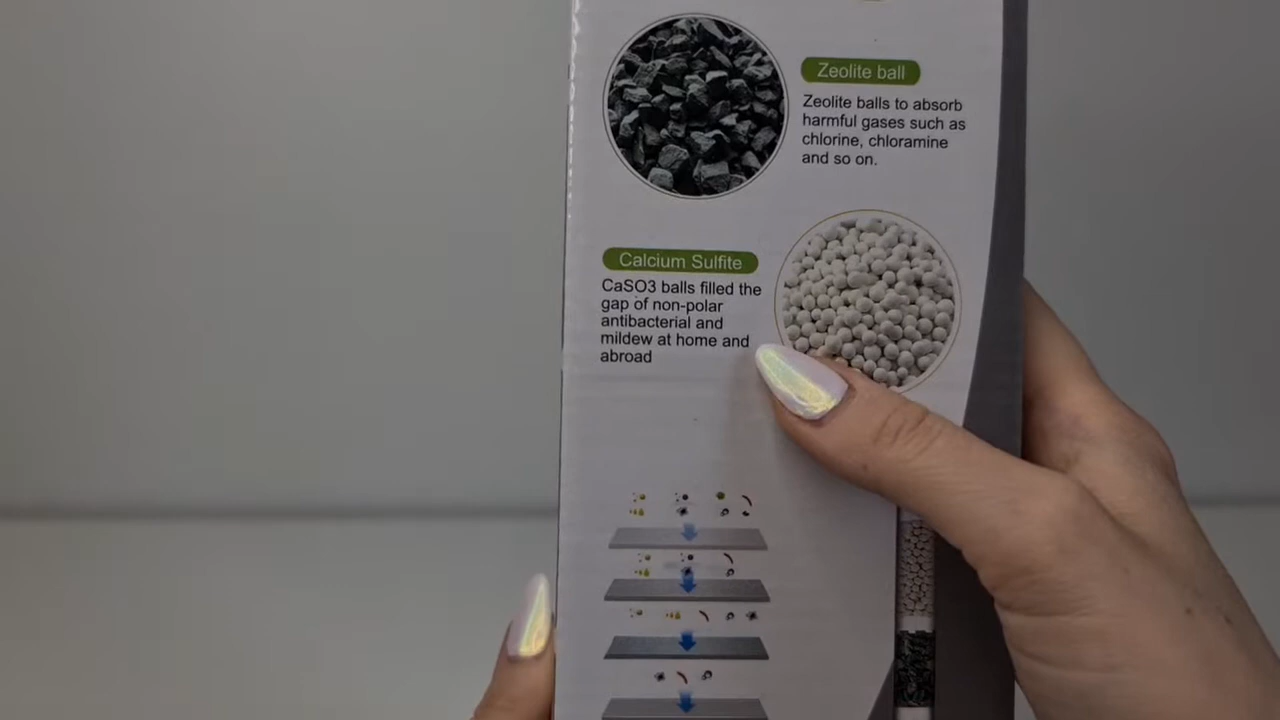 Zeolite ball
Zeolite balls to absorb
harmful gases such as
chlorine, chloramine
and so on.
Calcium Sulfite
CaSO3 balls filled the
gap of non-polar
antibacterial and
mildew at home and
abroad